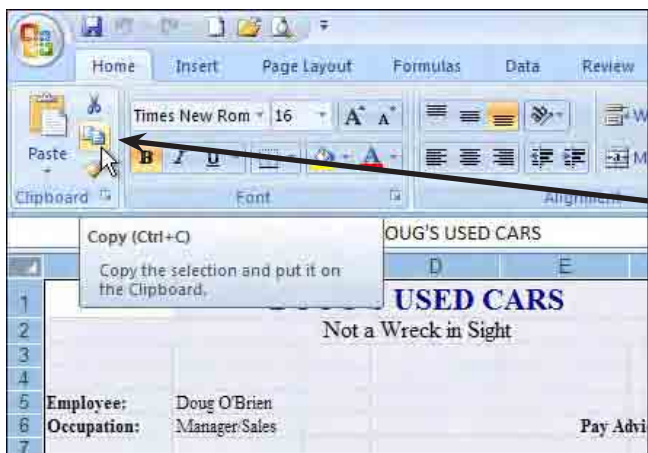 Home Insert Page Layout Formulas Data Review
Times New Rom 16 A A
Paste B I U A
Clipboard Font Alignment
Copy (Ctrl+C)
Copy the selection and put it on
the Clipboard.
OUG'S USED CARS
D E
1 USED CARS
2 Not a Wreck in Sight
3
4
5 Employee: Doug O'Brien
6 Occupation: Manager/Sales Pay Advi
7